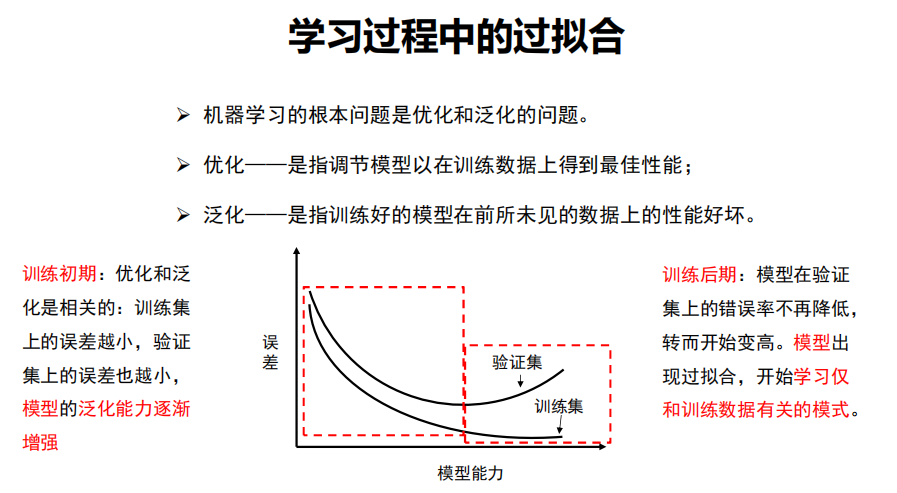 学习过程中的过拟合
机器学习的根本问题是优化和泛化的问题。
优化——是指调节模型以在训练数据上得到最佳性能；
泛化——是指训练好的模型在前所未见的数据上的性能好坏。
训练初期：优化和泛
化是相关的：训练集
上的误差越小，验证
集上的误差也越小，
模型的泛化能力逐渐
增强
误
差
验证集
训练集
模型能力
训练后期：模型在验证
集上的错误率不再降低，
转而开始变高。模型出
现过拟合，开始学习仅
和训练数据有关的模式。